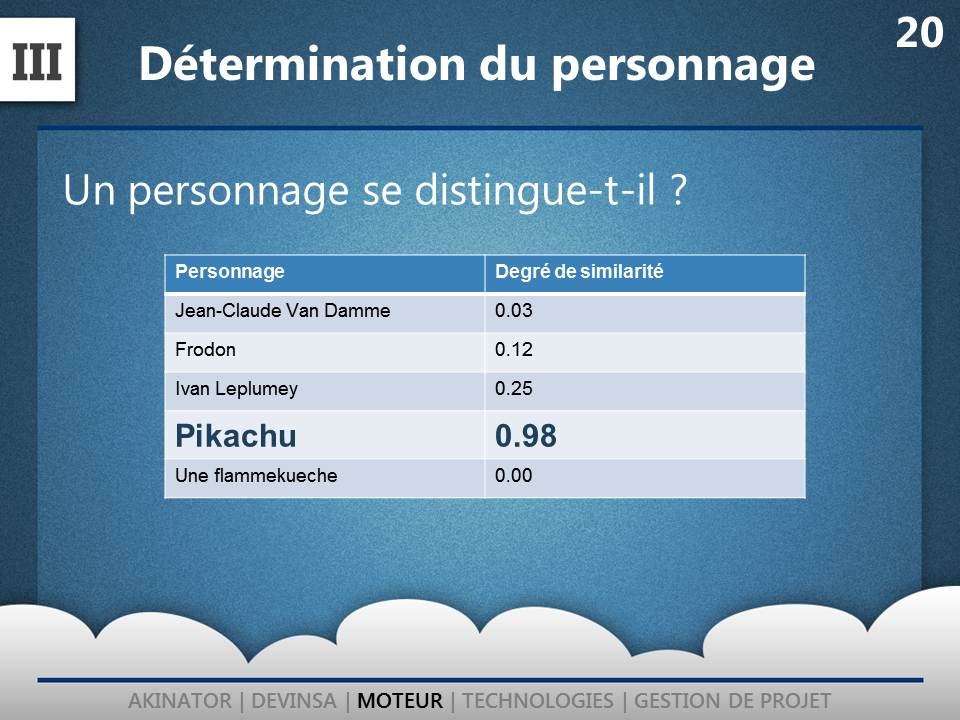 III
Détermination du personnage
20
Un personnage se distingue-t-il ?
Personnage Degré de similarité
Jean-Claude Van Damme 0.03
Frodon 0.12
Ivan Leplumey 0.25
Pikachu 0.98
Une flammekueche 0.00
AKINATOR | DEVINSA | MOTEUR | TECHNOLOGIES | GESTION DE PROJET